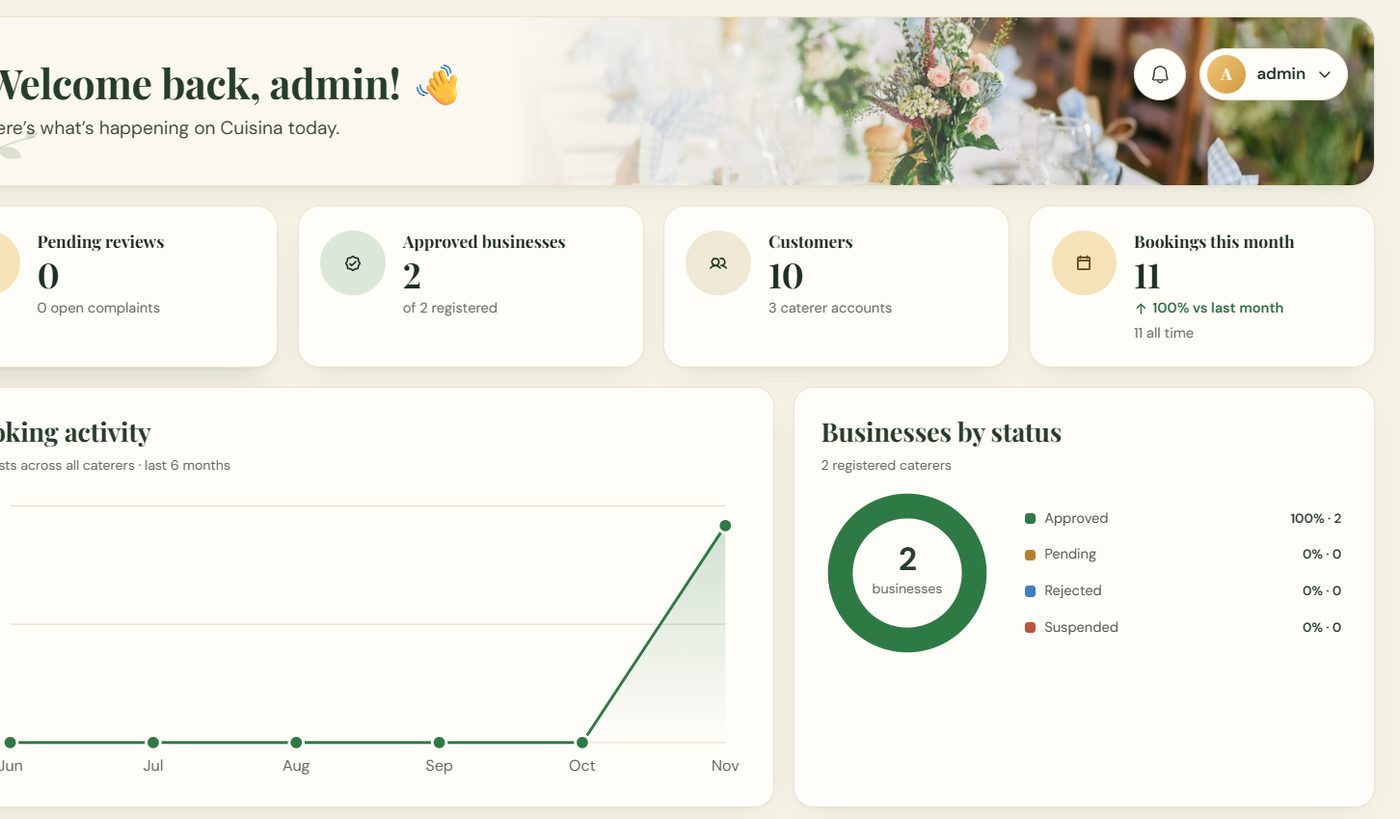 Welcome back, admin!
ere's what's happening on Cuisina today.
A
admin
Pending reviews
0
0 open complaints
Approved businesses
2
of 2 registered
Customers
10
3 caterer accounts
Bookings this month
11
↑ 100% vs last month
11 all time
oking activity
sts across all caterers · last 6 months
Jun Jul Aug Sep Oct Nov
Businesses by status
2 registered caterers
2
businesses
Approved 100% · 2
Pending 0% · 0
Rejected 0% · 0
Suspended 0% · 0